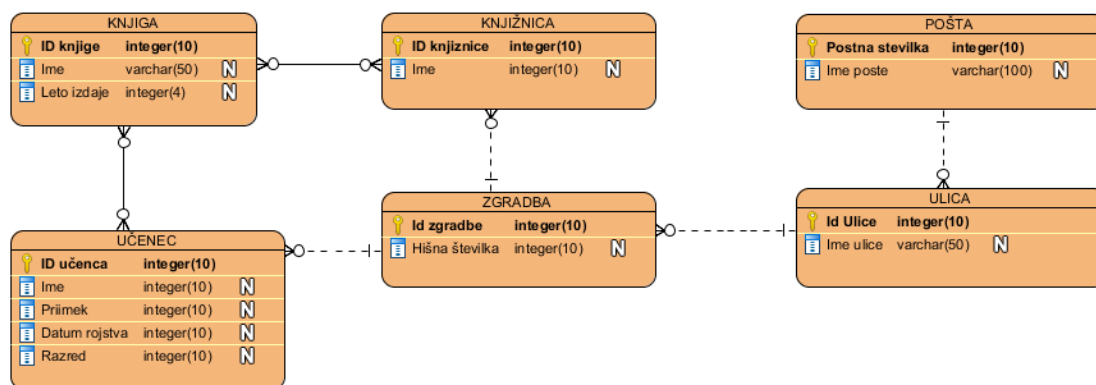 KNJIGA
ID knjige integer(10)
Ime varchar(50) N
Leto izdaje integer(4) N
KNJIŽNICA
ID knjiznice integer(10)
Ime integer(10) N
POŠTA
Postna stevilka integer(10)
Ime poste varchar(100) N
UČENEC
ID učenca integer(10)
Ime integer(10) N
Priimek integer(10) N
Datum rojstva integer(10) N
Razred integer(10) N
ZGRADBA
Id zgradbe integer(10)
Hišna številka integer(10) N
ULICA
Id Ulice integer(10)
Ime ulice varchar(50) N